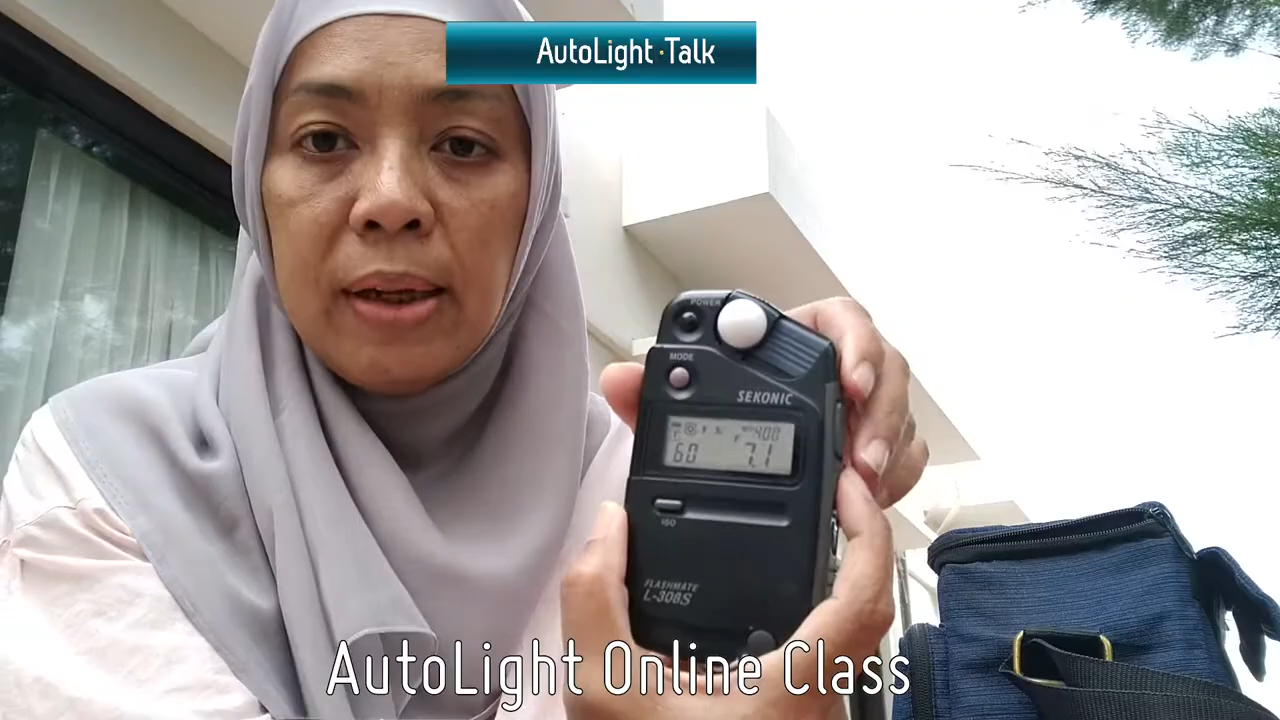 AutoLight·Talk
POWER
MODE
SEKONIC
400
60
7.1
ISO
FLASHMATE
L-308S
AutoLight Online Class